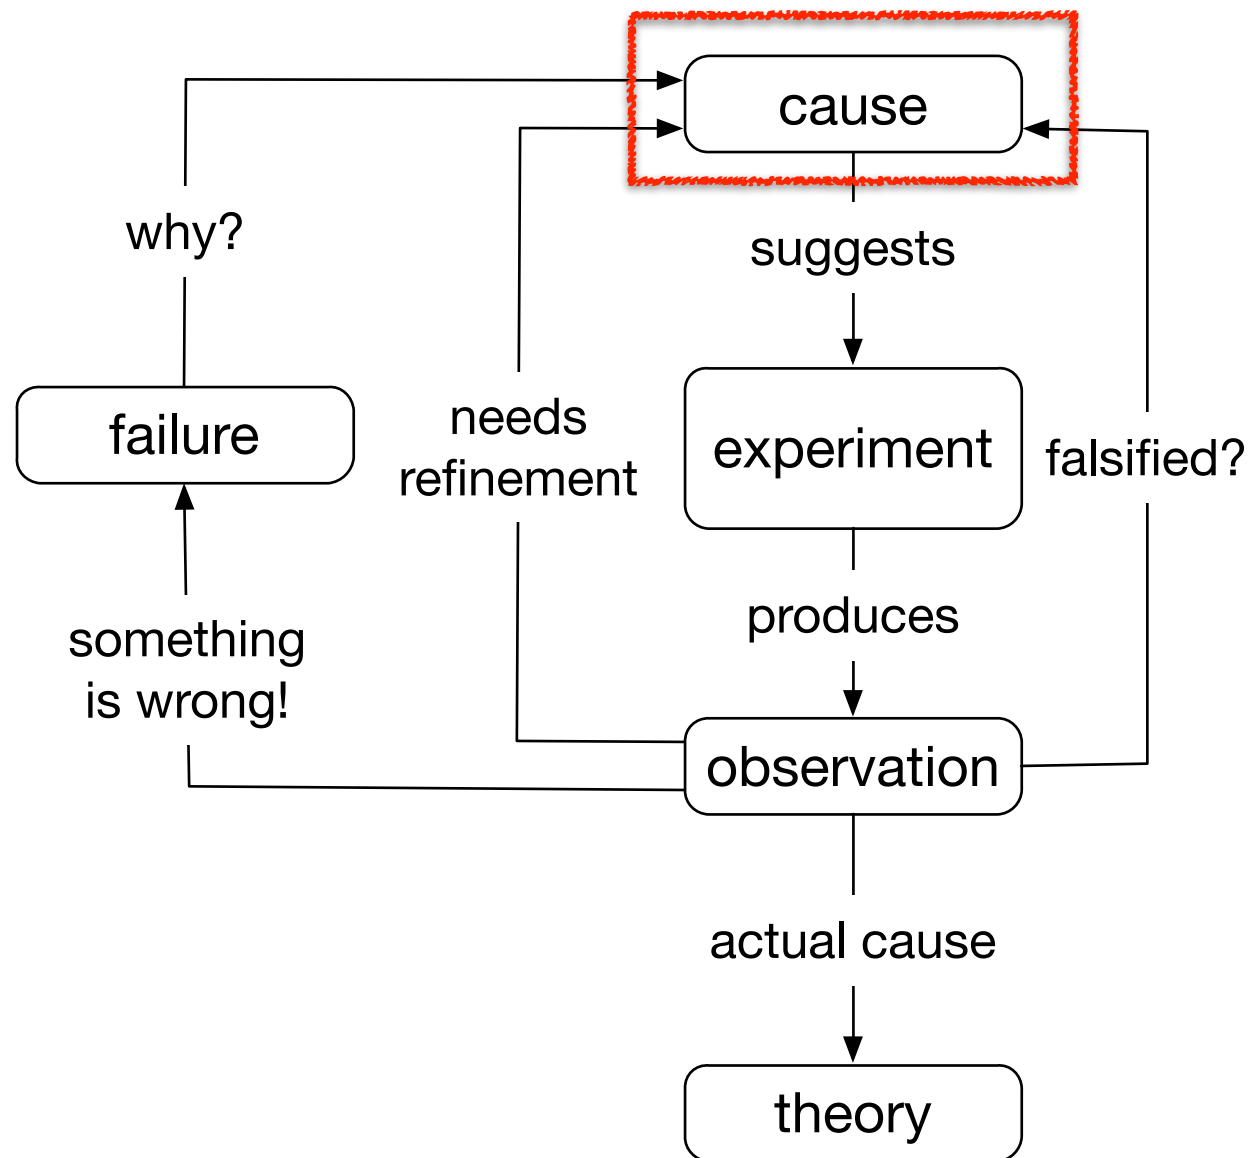 cause
why?
suggests
failure
needs
refinement
experiment
falsified?
produces
something
is wrong!
observation
actual cause
theory